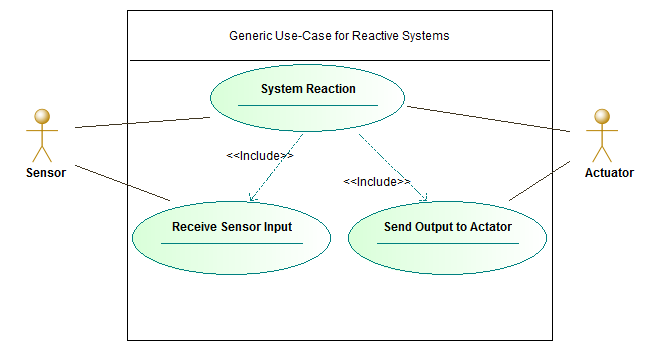 Generic Use-Case for Reactive Systems
System Reaction
<<Include>>
<<Include>>
Sensor
Actuator
Receive Sensor Input
Send Output to Actator